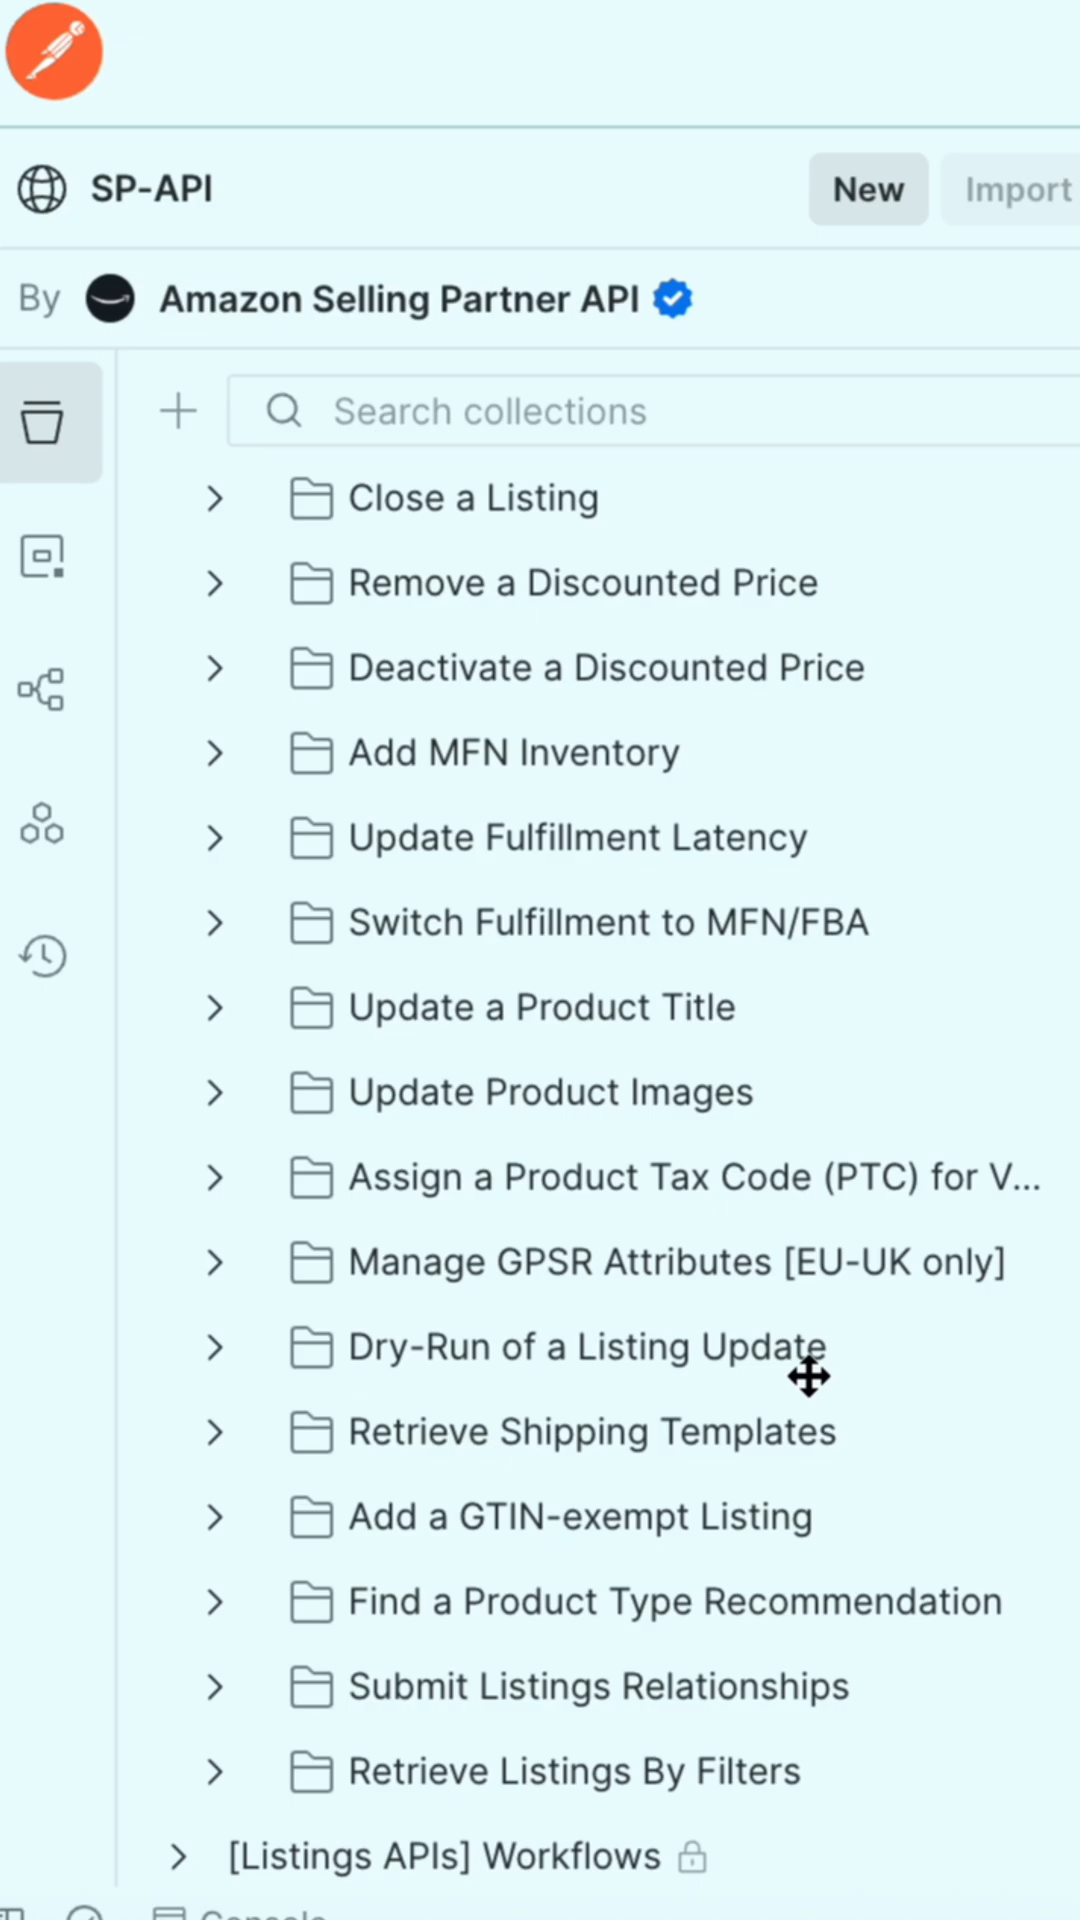 SP-API
New
Import
By Amazon Selling Partner API
Search collections
Close a Listing
Remove a Discounted Price
Deactivate a Discounted Price
Add MFN Inventory
Update Fulfillment Latency
Switch Fulfillment to MFN/FBA
Update a Product Title
Update Product Images
Assign a Product Tax Code (PTC) for V...
Manage GPSR Attributes [EU-UK only]
Dry-Run of a Listing Update
Retrieve Shipping Templates
Add a GTIN-exempt Listing
Find a Product Type Recommendation
Submit Listings Relationships
Retrieve Listings By Filters
[Listings APIs] Workflows
Console